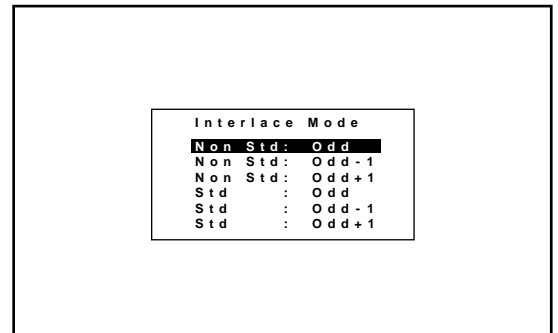 Interlace Mode
Non Std: Odd
Non Std: Odd-1
Non Std: Odd+1
Std : Odd
Std : Odd-1
Std : Odd+1